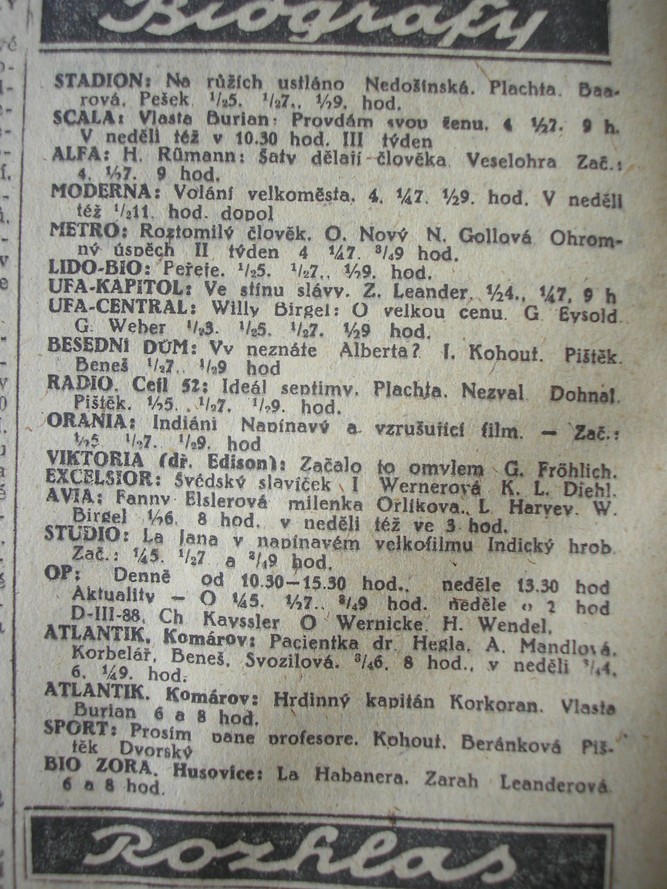 Biografy
STADION: Na růžích ustláno Nedošínská. Plachta. Baa-
rová. Pešek. ½5. ½7.. ½9. hod.
SCALA: Vlasta Burian: Provdám svou ženu. 4 ½7. 9 h.
V neděli též v 10.30 hod. III týden
ALFA: H. Rümann: Šaty dělají člověka Veselohra Zač.:
4. ½7. 9 hod.
MODERNA: Volání velkoměsta. 4. ¼7. ½9. hod. V neděli
též ½11. hod. dopol
METRO: Roztomilý člověk. O. Nový N. Gollová Ohrom-
ný úspěch II týden 4 ¼7. ¾9 hod.
LIDO-BIO: Peřeje. ½5. ½7.. ½9. hod.
UFA-KAPITOL: Ve stínu slávy. Z. Leander. ½4., ¼7, 9 h
UFA-CENTRAL: Willy Birgel: O velkou cenu. G Eysold
G. Weber ½3. ½5. ½7. ½9 hod.
BESEDNÍ DŮM: Vy neznáte Alberta? J. Kohout. Pištěk.
Beneš ½7.. ½9 hod
RADIO. Cejl 52: Ideál septimy. Plachta. Nezval Dohnal.
Pištěk. ½5. . ½7. ½9. hod.
ORANIA: Indiáni Napínavý a vzrušující film. — Zač.:
½5 ½7. ½9. hod
VIKTORIA (dř. Edison): Začalo to omylem G. Fröhlich.
EXCELSIOR: Švédský slavíček I Wernerová K. L. Diehl.
AVIA: Fanny Elslerová milenka Orlíkova. L Harvey. W.
Birgel ½6. 8 hod. v neděli též ve 3 hod.
STUDIO: La Jana v napínavém velkofilmu Indický hrob
Zač.: ¼5. ½7 a ¾9 hod.
OP: Denně od 10.30—15.30 hod., neděle 13.30 hod
Aktuality — O ¼5. ½7.. ¾9 hod. neděle o 2 hod
D-III-88, Ch Kayssler O Wernicke. H. Wendel.
ATLANTIK. Komárov: Pacientka dr. Hegla. A. Mandlová.
Korbelář. Beneš. Svozilová. ¾6. 8 hod., v neděli ¾4.
6. ¼9. hod.
ATLANTIK. Komárov: Hrdinný kapitán Korkoran. Vlasta
Burian 6 a 8 hod.
SPORT: Prosím pane profesore. Kohout. Beránková Piš-
těk Dvorský
BIO ZORA. Husovice: La Habanera. Zarah Leanderová
6 a 8 hod.
Rozhlas